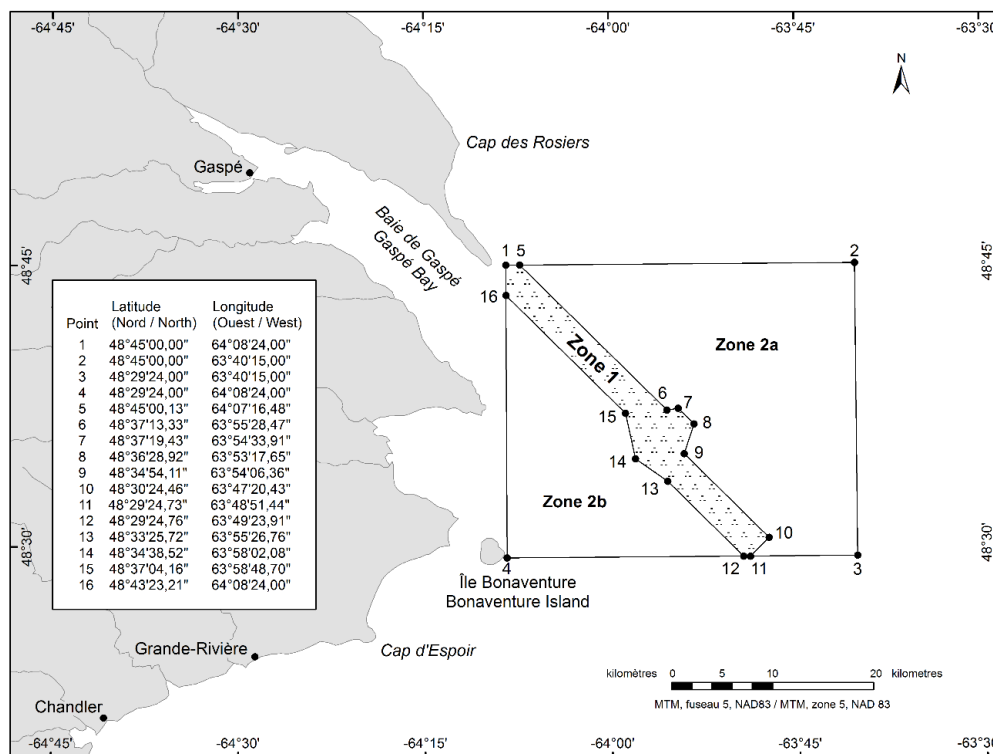 -64°45' -64°30' -64°15' -64°00' -63°45' -63°30'
N
Cap des Rosiers
Gaspé
Baie de Gaspé
Gaspé Bay
48°45'
48°45'
1 5 2
16
Zone 2a
Zone 1
6 7
8
15
9
14
13
Zone 2b
10
12 11
4 3
48°30'
48°30'
Latitude Longitude
Point (Nord / North) (Ouest / West)
1 48°45'00,00" 64°08'24,00"
2 48°45'00,00" 63°40'15,00"
3 48°29'24,00" 63°40'15,00"
4 48°29'24,00" 64°08'24,00"
5 48°45'00,13" 64°07'16,48"
6 48°37'13,33" 63°55'28,47"
7 48°37'19,43" 63°54'33,91"
8 48°36'28,92" 63°53'17,65"
9 48°34'54,11" 63°54'06,36"
10 48°30'24,46" 63°47'20,43"
11 48°29'24,73" 63°48'51,44"
12 48°29'24,76" 63°49'23,91"
13 48°33'25,72" 63°55'26,76"
14 48°34'38,52" 63°58'02,08"
15 48°37'04,16" 63°58'48,70"
16 48°43'23,21" 64°08'24,00"
Île Bonaventure
Bonaventure Island
Grande-Rivière
Cap d'Espoir
Chandler
kilomètres 0 5 10 20 kilometres
MTM, fuseau 5, NAD83 / MTM, zone 5, NAD 83
-64°45' -64°30' -64°15' -64°00' -63°45' -63°30'